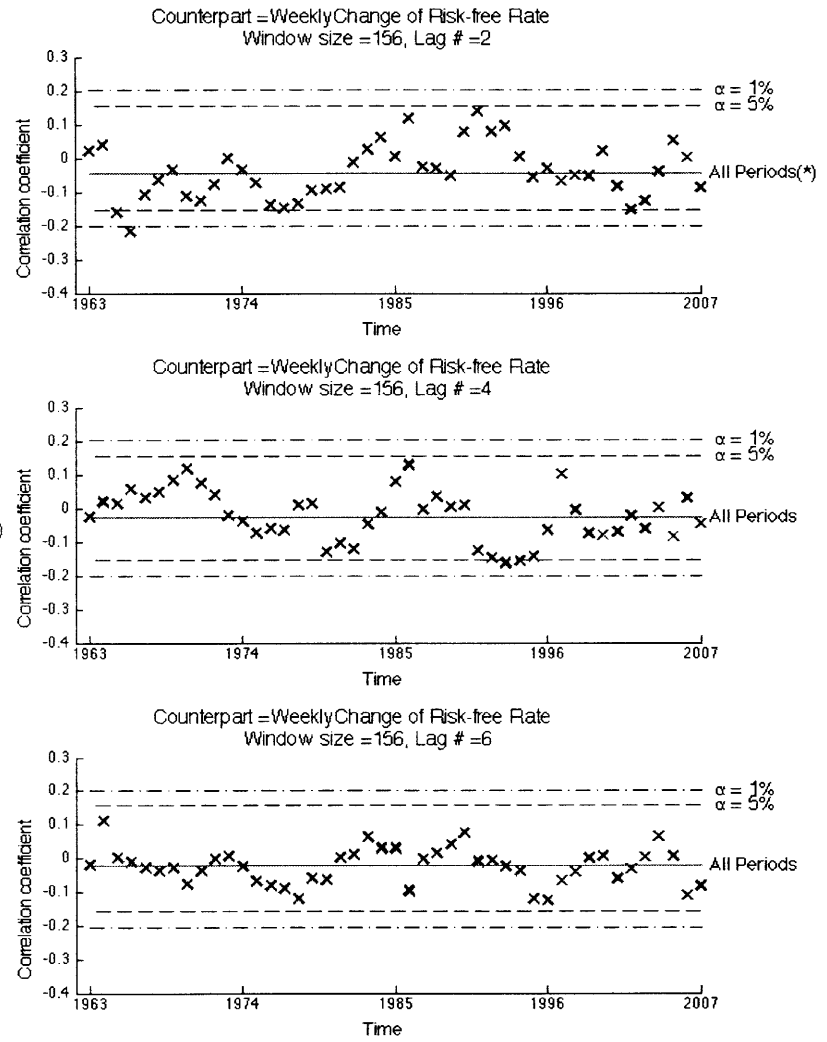 Counterpart =WeeklyChange of Risk-free Rate
Window size =156, Lag # =2
0.3
0.2
0.1
0
-0.1
-0.2
-0.3
-0.4
Correlation coefficient
α = 1%
α = 5%
All Periods(*)
1963
1974
1985
1996
2007
Time
Counterpart =WeeklyChange of Risk-free Rate
Window size =156, Lag # =4
0.3
0.2
0.1
0
-0.1
-0.2
-0.3
-0.4
Correlation coefficient
α = 1%
α = 5%
All Periods
1963
1974
1985
1996
2007
Time
Counterpart =WeeklyChange of Risk-free Rate
Window size =156, Lag # =6
0.3
0.2
0.1
0
-0.1
-0.2
-0.3
-0.4
Correlation coefficient
α = 1%
α = 5%
All Periods
1963
1974
1985
1996
2007
Time